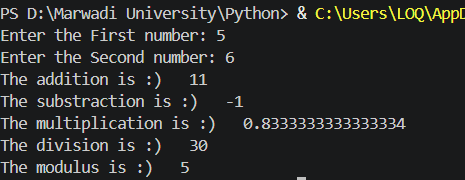 PS D:\Marwadi University\Python> & C:\Users\LOQ\AppD
Enter the First number: 5
Enter the Second number: 6
The addition is :)   11
The substraction is :)   -1
The multiplication is :)   0.8333333333333334
The division is :)   30
The modulus is :)   5